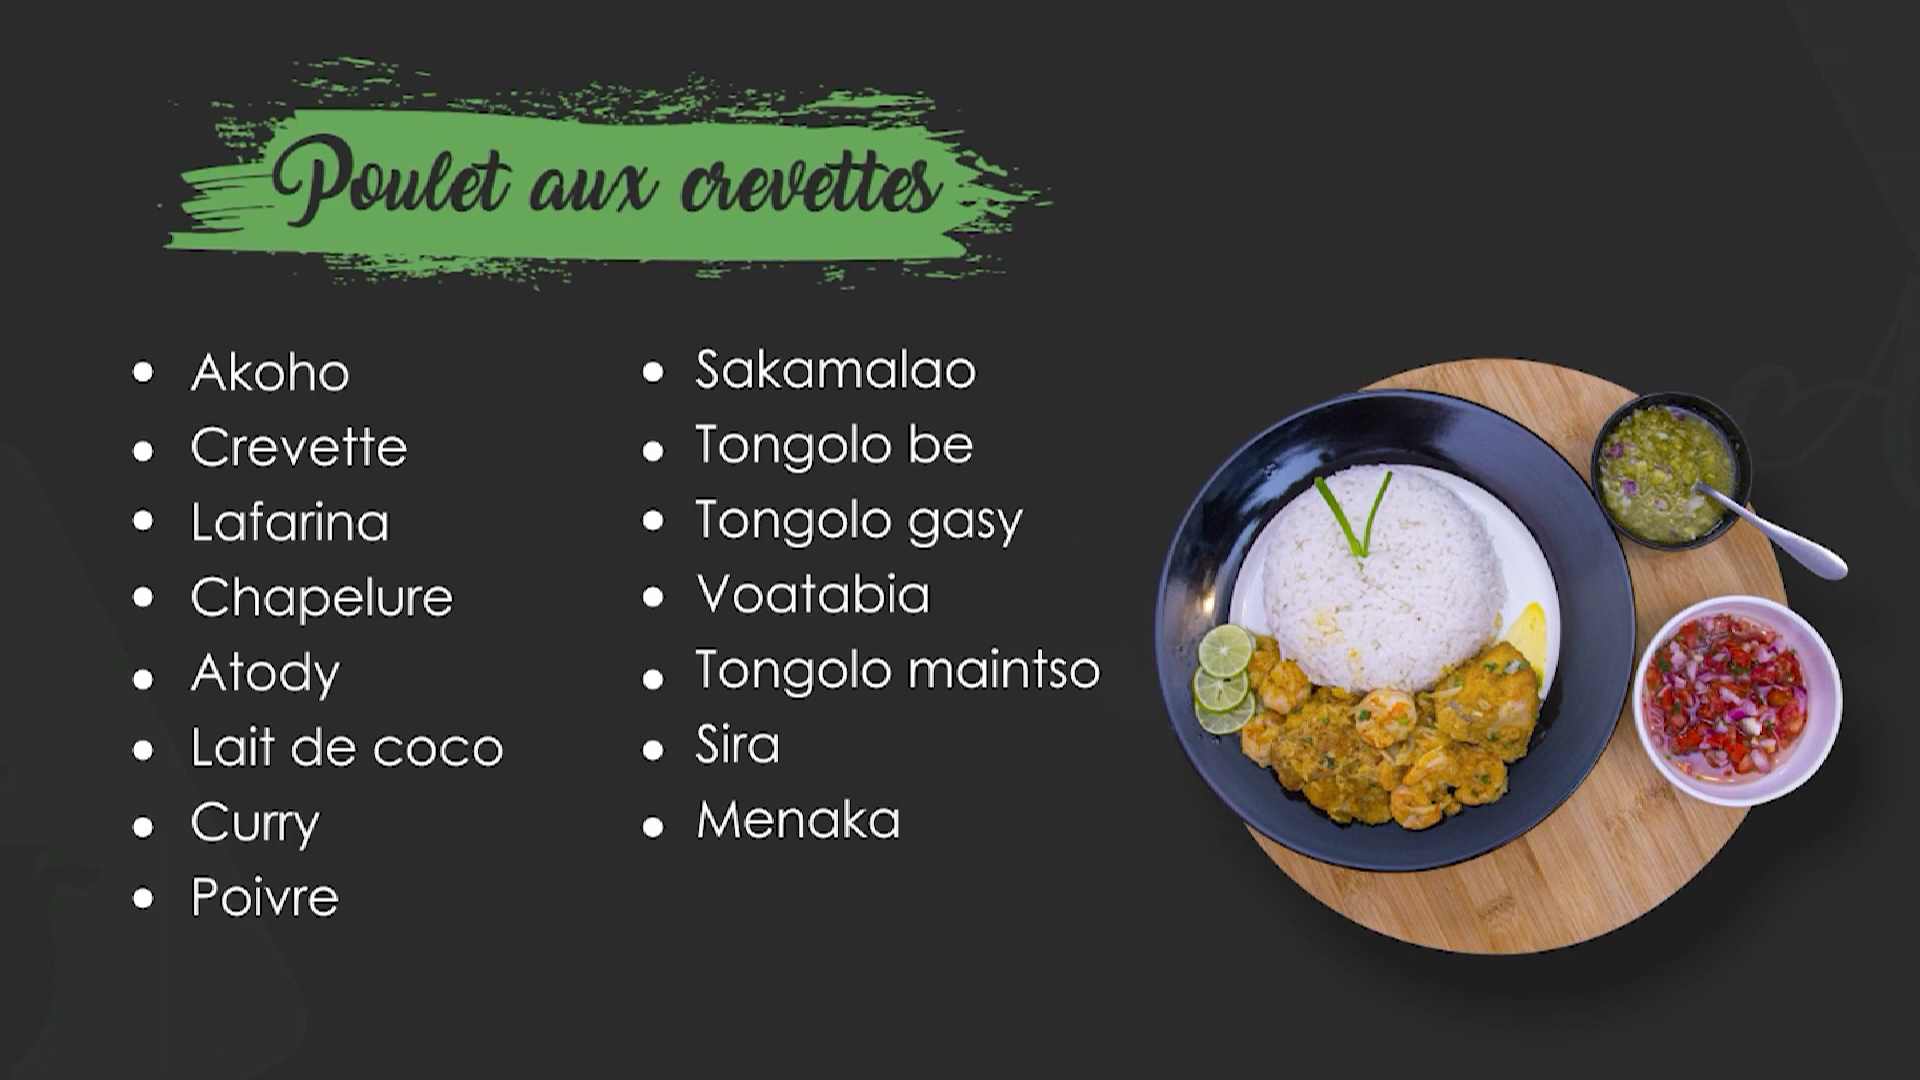 Poulet aux crevettes
Akoho
Crevette
Lafarina
Chapelure
Atody
Lait de coco
Curry
Poivre
Sakamalao
Tongolo be
Tongolo gasy
Voatabia
Tongolo maintso
Sira
Menaka